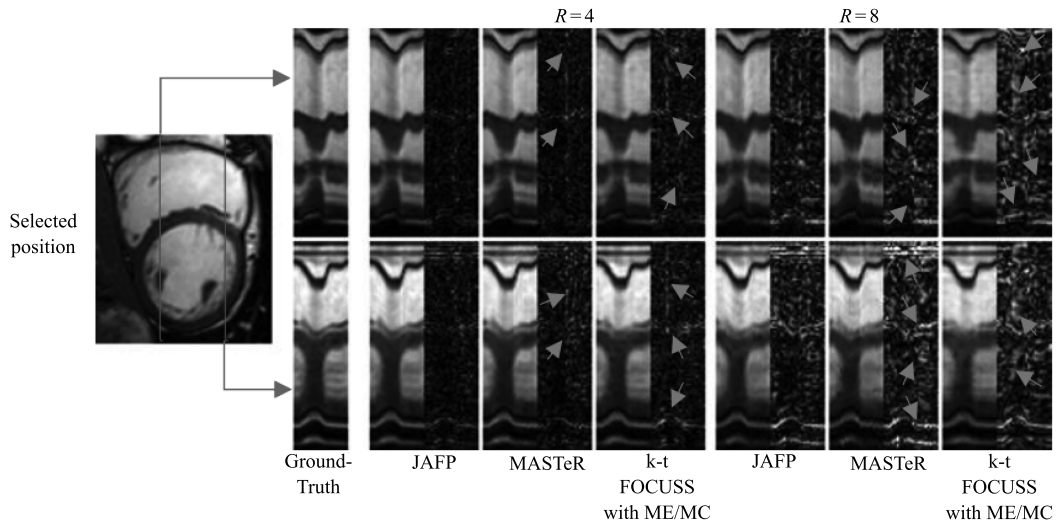 R = 4
R = 8
Selected
position
Ground-
Truth
JAFP
MASTeR
k-t
FOCUSS
with ME/MC
JAFP
MASTeR
k-t
FOCUSS
with ME/MC